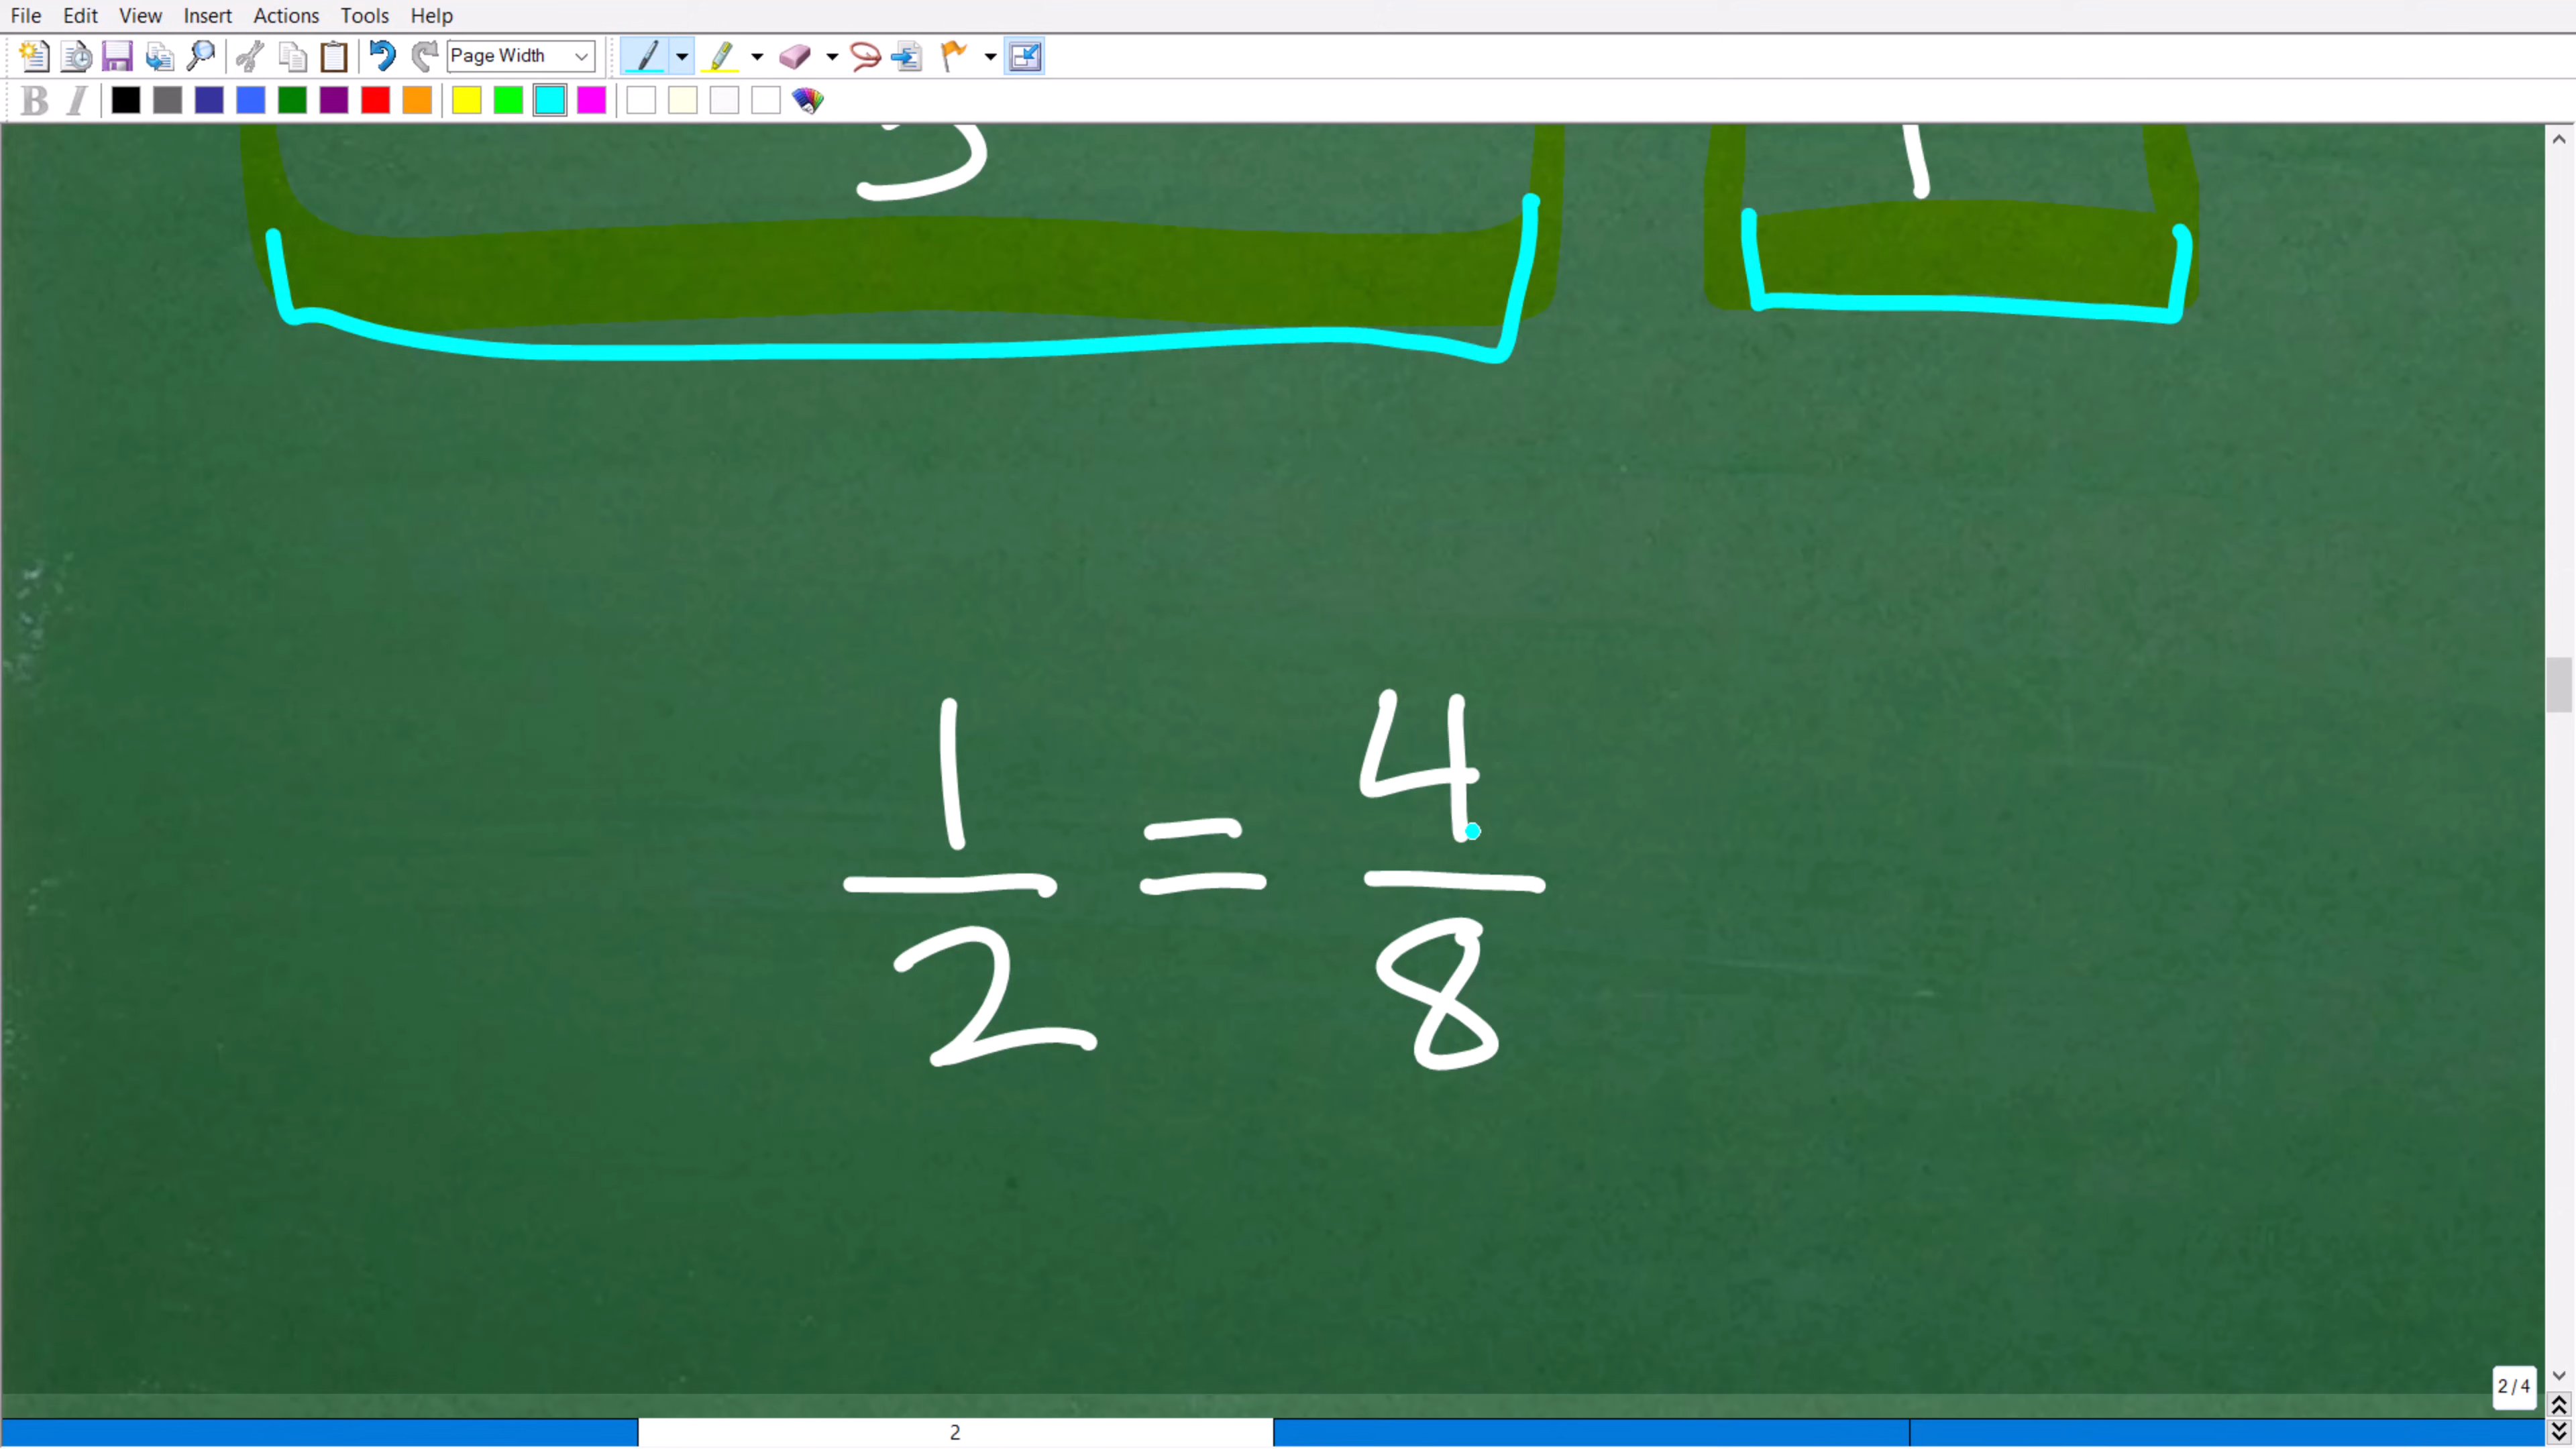 File Edit View Insert Actions Tools Help
Page Width
B I
1/2 = 4/8
2 / 4
2